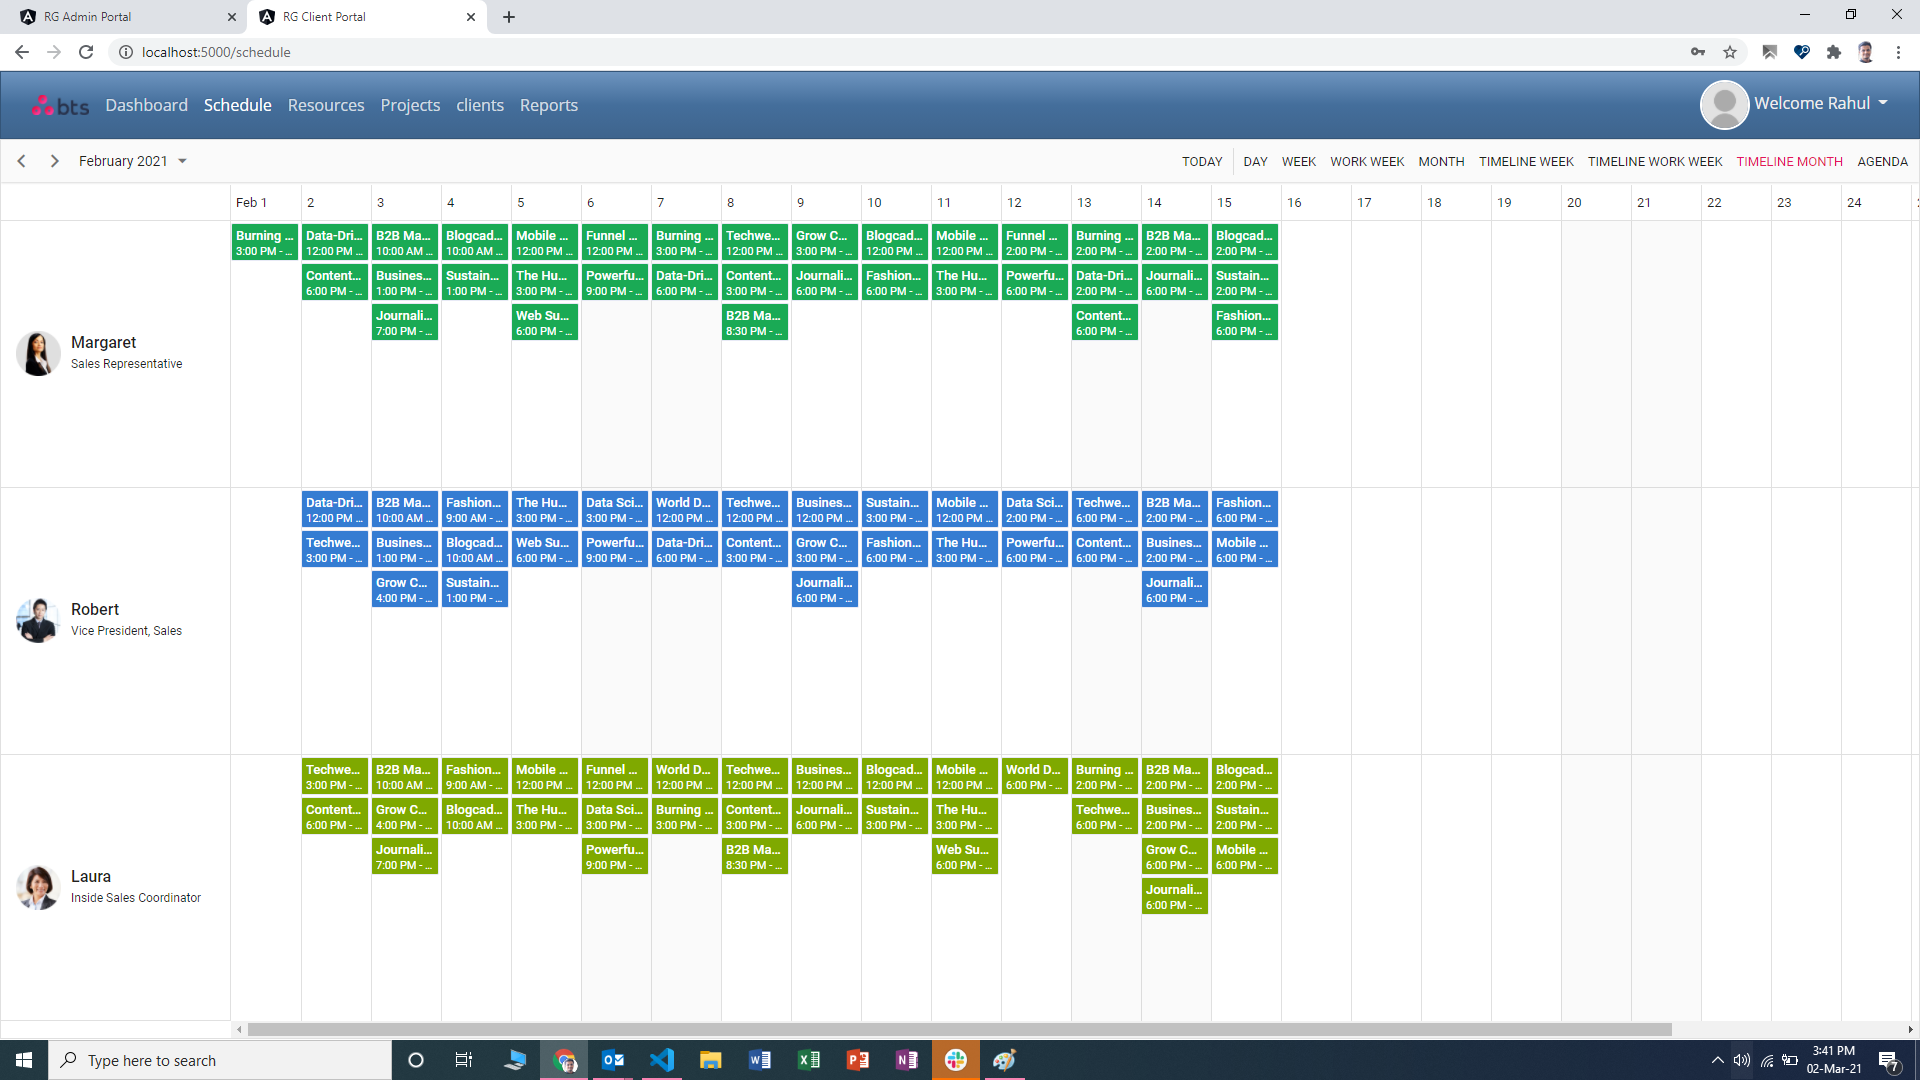 RG Admin Portal
RG Client Portal
localhost:5000/schedule
bts Dashboard Schedule Resources Projects clients Reports Welcome Rahul
February 2021 TODAY DAY WEEK WORK WEEK MONTH TIMELINE WEEK TIMELINE WORK WEEK TIMELINE MONTH AGENDA
Feb 1 2 3 4 5 6 7 8 9 10 11 12 13 14 15 16 17 18 19 20 21 22 23 24
Burning ... Data-Dri... B2B Ma... Blogcad... Mobile ... Funnel ... Burning ... Techwe... Grow C... Blogcad... Mobile ... Funnel ... Burning ... B2B Ma... Blogcad...
3:00 PM - ... 12:00 PM ... 10:00 AM ... 10:00 AM ... 12:00 PM ... 12:00 PM ... 3:00 PM - ... 12:00 PM ... 3:00 PM - ... 12:00 PM ... 12:00 PM ... 2:00 PM - ... 2:00 PM - ... 2:00 PM - ... 2:00 PM - ...
Content... Busines... Sustain... The Hu... Powerfu... Data-Dri... Content... Journali... Fashion... The Hu... Powerfu... Data-Dri... Journali... Sustain...
6:00 PM - ... 1:00 PM - ... 1:00 PM - ... 3:00 PM - ... 9:00 PM - ... 6:00 PM - ... 3:00 PM - ... 6:00 PM - ... 6:00 PM - ... 3:00 PM - ... 6:00 PM - ... 2:00 PM - ... 6:00 PM - ... 2:00 PM - ...
Journali... Web Su... B2B Ma... Content... Fashion...
7:00 PM - ... 6:00 PM - ... 8:30 PM - ... 6:00 PM - ... 6:00 PM - ...
Margaret
Sales Representative
Data-Dri... B2B Ma... Fashion... The Hu... Data Sci... World D... Techwe... Busines... Sustain... Mobile ... Data Sci... Techwe... B2B Ma... Fashion...
12:00 PM ... 10:00 AM ... 9:00 AM - ... 3:00 PM - ... 3:00 PM - ... 12:00 PM ... 12:00 PM ... 12:00 PM ... 3:00 PM - ... 12:00 PM ... 2:00 PM - ... 6:00 PM - ... 2:00 PM - ... 6:00 PM - ...
Techwe... Busines... Blogcad... Web Su... Powerfu... Data-Dri... Content... Grow C... Fashion... The Hu... Powerfu... Content... Busines... Mobile ...
3:00 PM - ... 1:00 PM - ... 10:00 AM ... 6:00 PM - ... 9:00 PM - ... 6:00 PM - ... 3:00 PM - ... 3:00 PM - ... 6:00 PM - ... 3:00 PM - ... 6:00 PM - ... 6:00 PM - ... 2:00 PM - ... 6:00 PM - ...
Grow C... Sustain... Journali... Journali...
4:00 PM - ... 1:00 PM - ... 6:00 PM - ... 6:00 PM - ...
Robert
Vice President, Sales
Techwe... B2B Ma... Fashion... Mobile ... Funnel ... World D... Techwe... Busines... Blogcad... Mobile ... World D... Burning ... B2B Ma... Blogcad...
3:00 PM - ... 10:00 AM ... 9:00 AM - ... 12:00 PM ... 12:00 PM ... 12:00 PM ... 12:00 PM ... 12:00 PM ... 12:00 PM ... 12:00 PM ... 6:00 PM - ... 2:00 PM - ... 2:00 PM - ... 2:00 PM - ...
Content... Grow C... Blogcad... The Hu... Data Sci... Burning ... Content... Journali... Sustain... The Hu... Techwe... Busines... Sustain...
6:00 PM - ... 4:00 PM - ... 10:00 AM ... 3:00 PM - ... 3:00 PM - ... 3:00 PM - ... 3:00 PM - ... 6:00 PM - ... 3:00 PM - ... 3:00 PM - ... 6:00 PM - ... 2:00 PM - ... 2:00 PM - ...
Journali... Powerfu... B2B Ma... Web Su... Grow C... Mobile ...
7:00 PM - ... 9:00 PM - ... 8:30 PM - ... 6:00 PM - ... 6:00 PM - ... 6:00 PM - ...
Journali...
6:00 PM - ...
Laura
Inside Sales Coordinator
Type here to search
3:41 PM
02-Mar-21
7